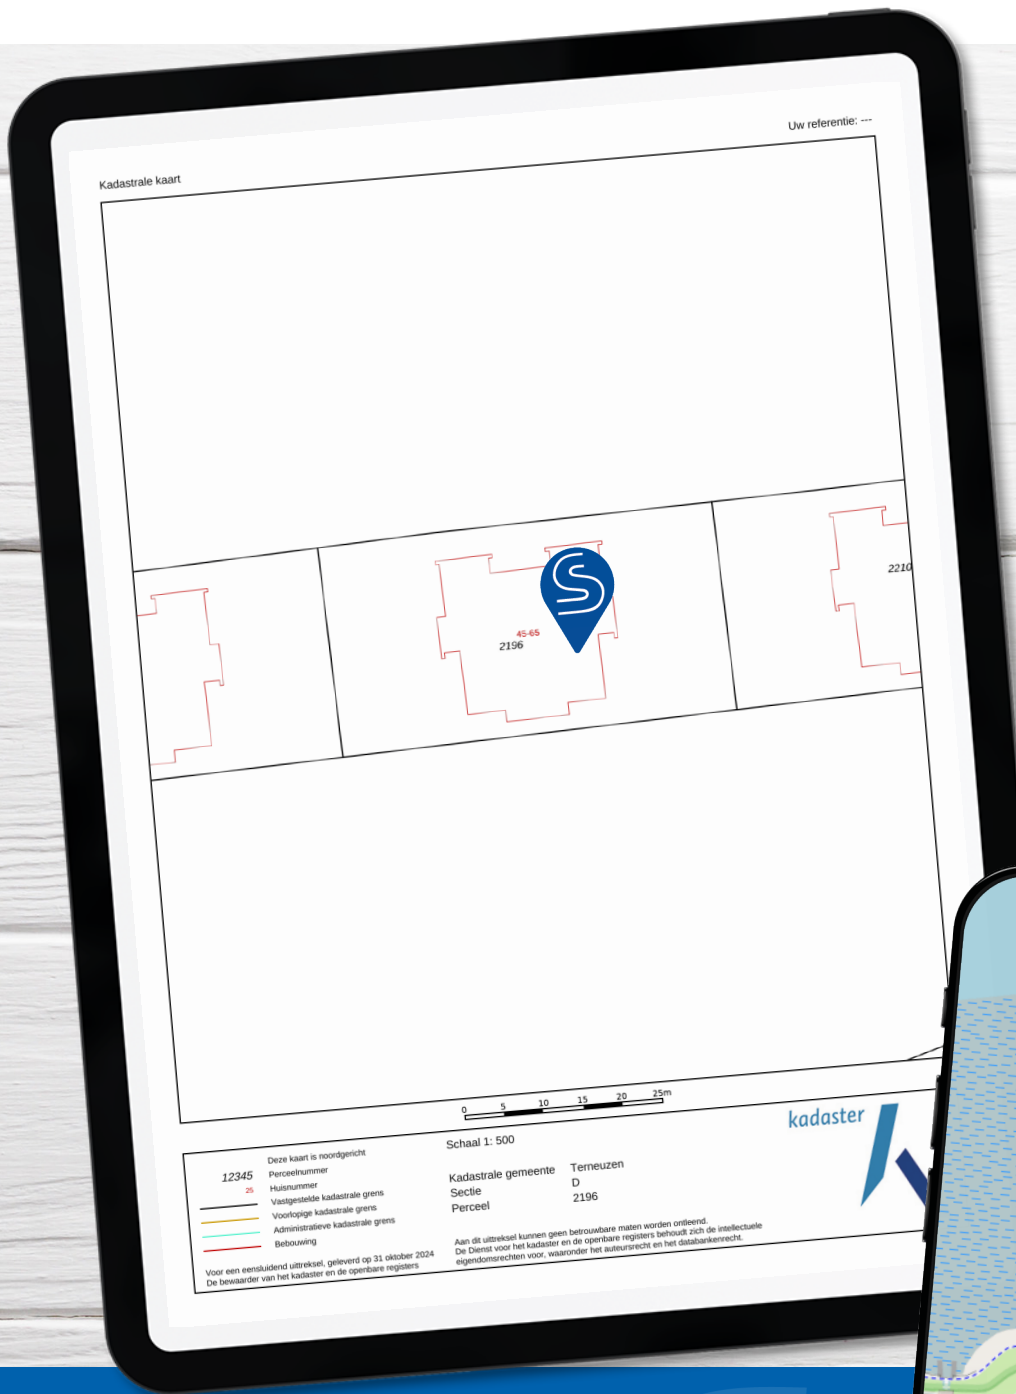 Uw referentie: ---
Kadastrale kaart
2210
45-65
2196
0 5 10 15 20 25m
Schaal 1: 500
kadaster
Deze kaart is noordgericht
12345 Perceelnummer
25 Huisnummer
Vastgestelde kadastrale grens
Voorlopige kadastrale grens
Administratieve kadastrale grens
Bebouwing
Kadastrale gemeente Terneuzen
Sectie D
Perceel 2196
Voor een eensluidend uittreksel, geleverd op 31 oktober 2024
De bewaarder van het kadaster en de openbare registers
Aan dit uittreksel kunnen geen betrouwbare maten worden ontleend.
De Dienst voor het kadaster en de openbare registers behoudt zich de intellectuele
eigendomsrechten voor, waaronder het auteursrecht en het databankenrecht.